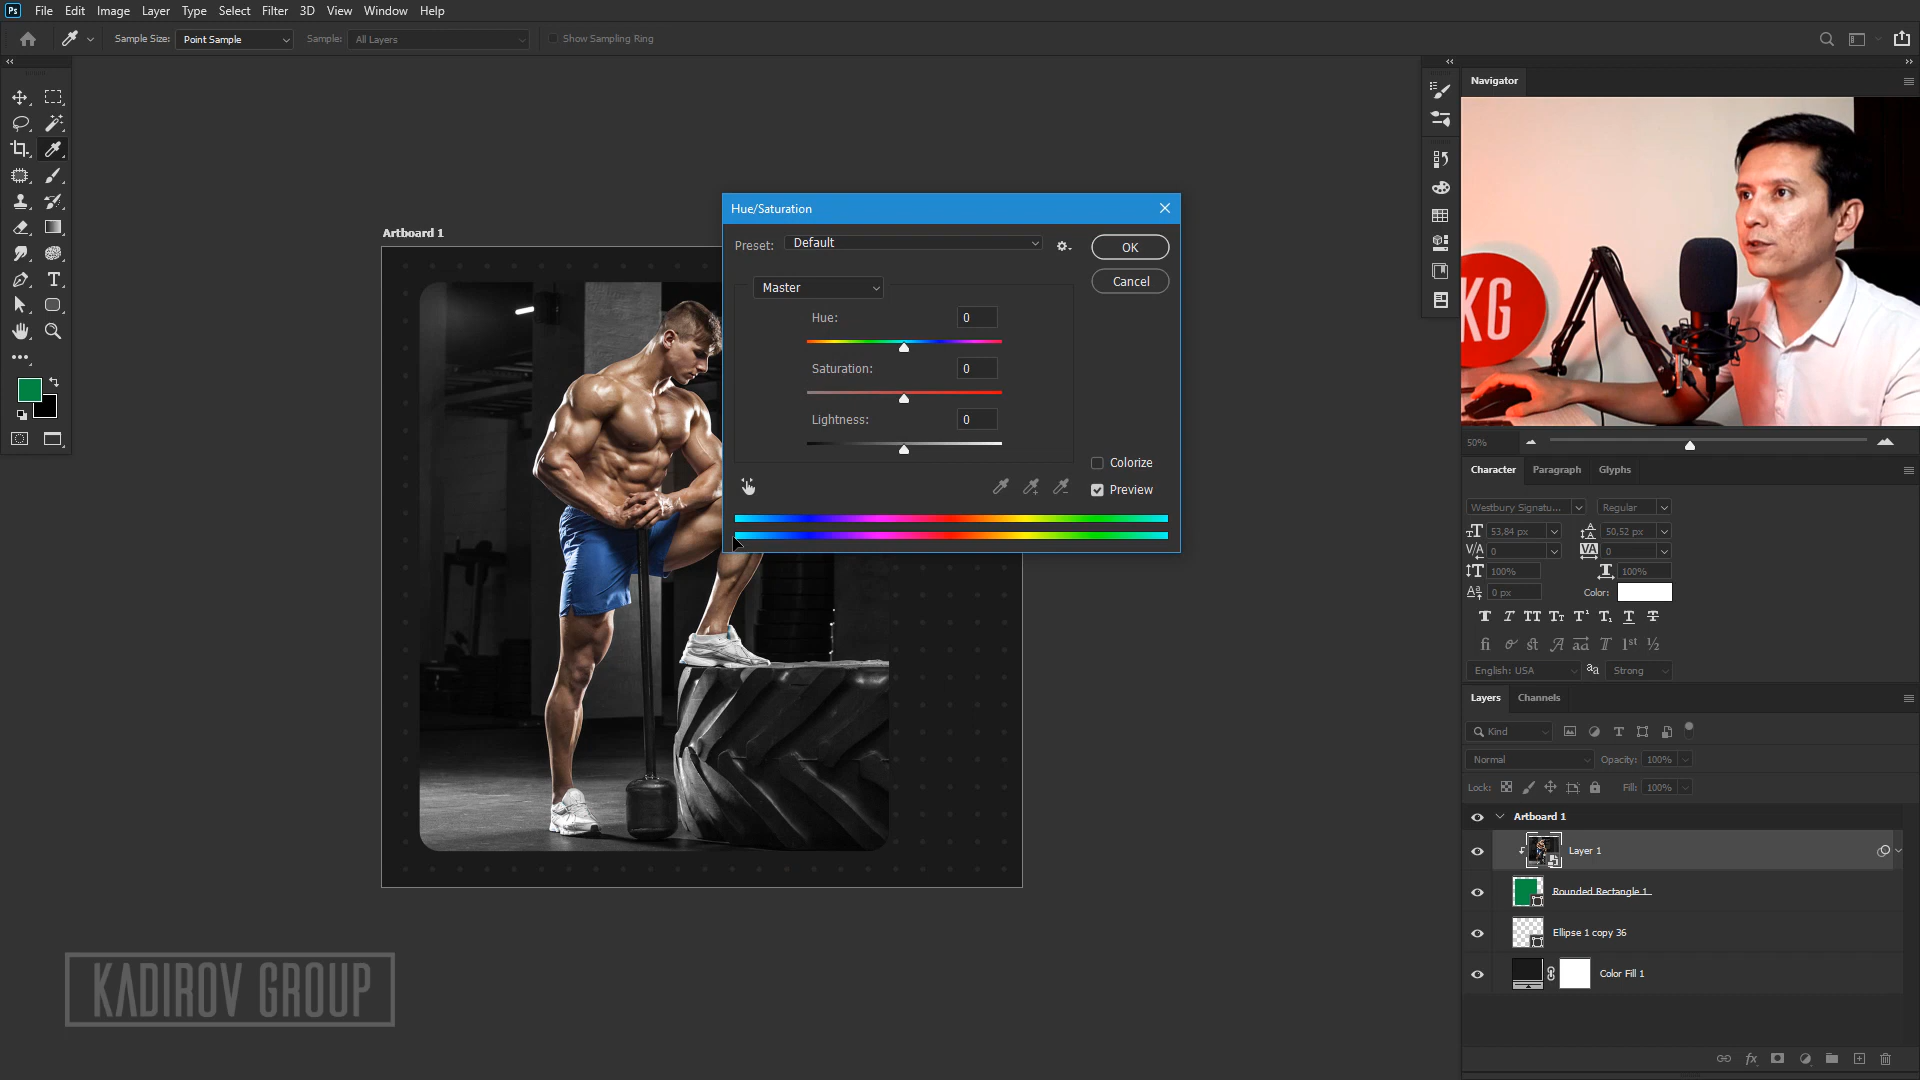 Ps File Edit Image Layer Type Select Filter 3D View Window Help
Sample Size: Point Sample Sample: All Layers Show Sampling Ring
Navigator
Artboard 1
Hue/Saturation
Preset: Default
OK
Cancel
Master
Hue: 0
Saturation: 0
Lightness: 0
Colorize
Preview
KG
50%
Character Paragraph Glyphs
Westbury Signatu... Regular
53,84 px 50,52 px
0 0
100% 100%
0 px Color:
English: USA aa Strong
Layers Channels
Kind
Normal Opacity: 100%
Lock: Fill: 100%
Artboard 1
Layer 1
Rounded Rectangle 1
Ellipse 1 copy 36
Color Fill 1
KADIROV GROUP